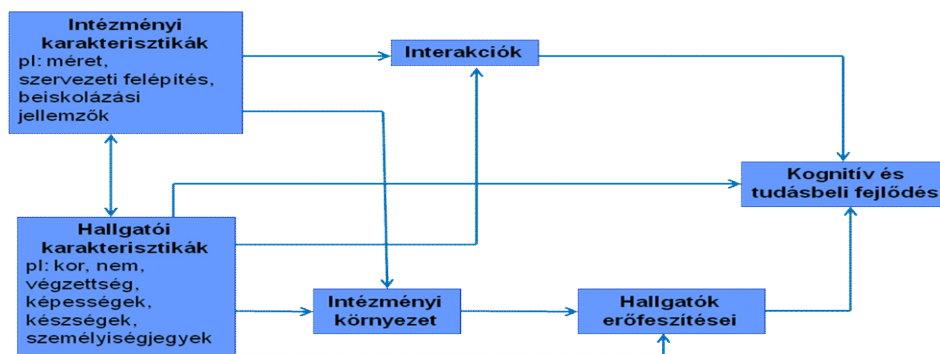 Intézményi
karakterisztikák
pl: méret,
szervezeti felépítés,
beiskolázási
jellemzők
Interakciók
Kognitív és
tudásbeli fejlődés
Hallgatói
karakterisztikák
pl: kor, nem,
végzettség,
képességek,
készségek,
személyiségjegyek
Intézményi
környezet
Hallgatók
erőfeszítései